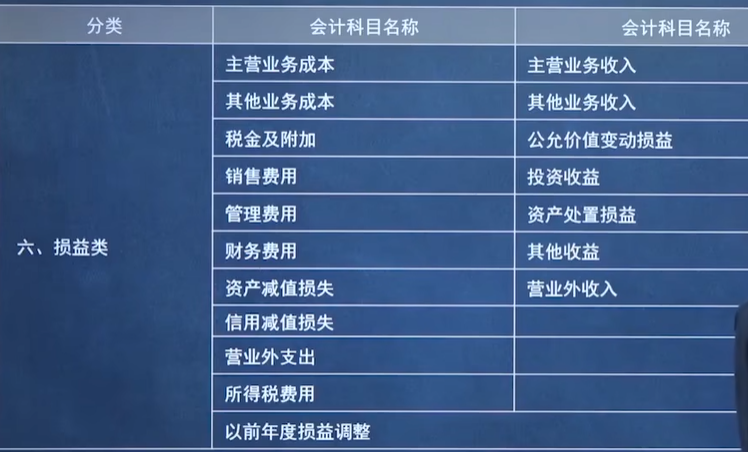 分类 会计科目名称 会计科目名称
主营业务成本 主营业务收入
其他业务成本 其他业务收入
税金及附加 公允价值变动损益
销售费用 投资收益
管理费用 资产处置损益
六、损益类 财务费用 其他收益
资产减值损失 营业外收入
信用减值损失
营业外支出
所得税费用
以前年度损益调整